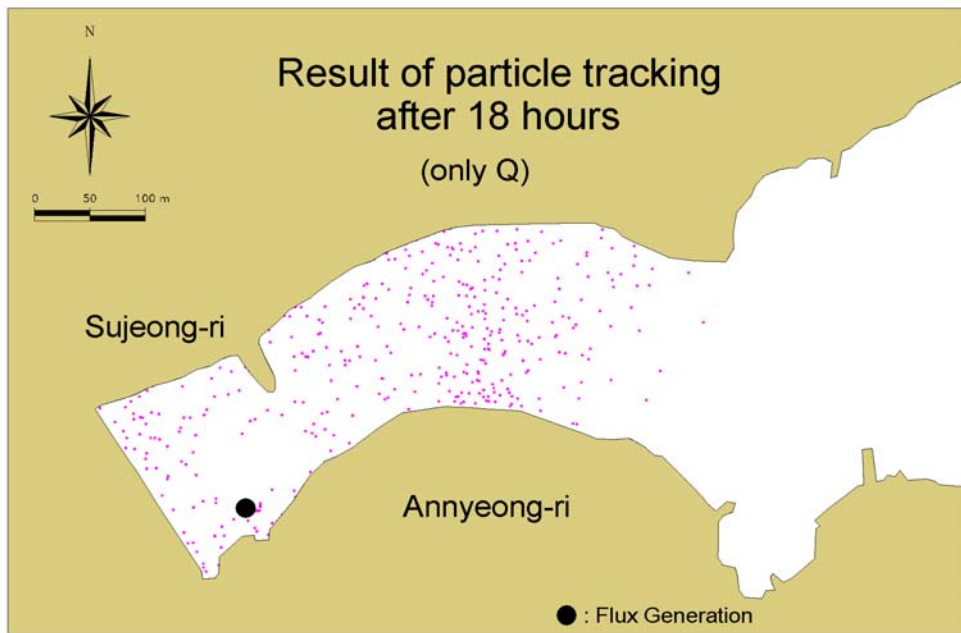 N
Result of particle tracking
after 18 hours
(only Q)
0 50 100 m
Sujeong-ri
Annyeong-ri
: Flux Generation